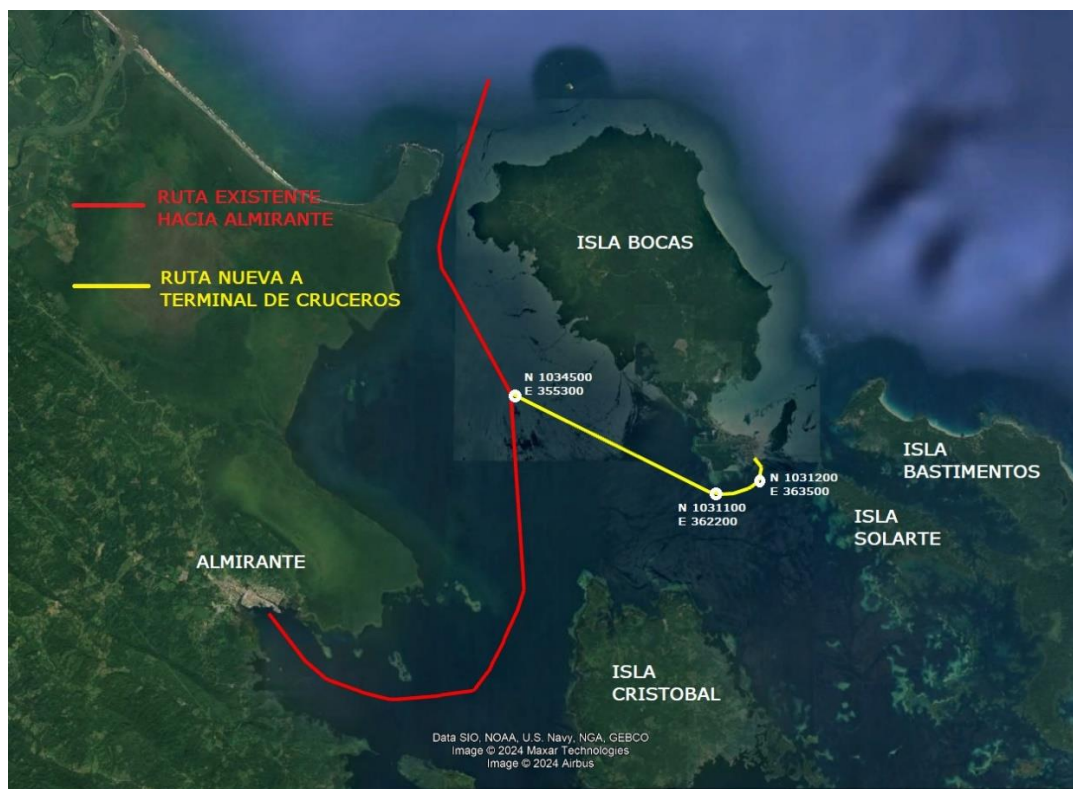 RUTA EXISTENTE
HACIA ALMIRANTE
ISLA BOCAS
RUTA NUEVA A
TERMINAL DE CRUCEROS
N 1034500
E 355300
ISLA
BASTIMENTOS
N 1031200
E 363500
N 1031100
E 362200
ISLA
SOLARTE
ALMIRANTE
ISLA
CRISTOBAL
Data SIO, NOAA, U.S. Navy, NGA, GEBCO
Image © 2024 Maxar Technologies
Image © 2024 Airbus